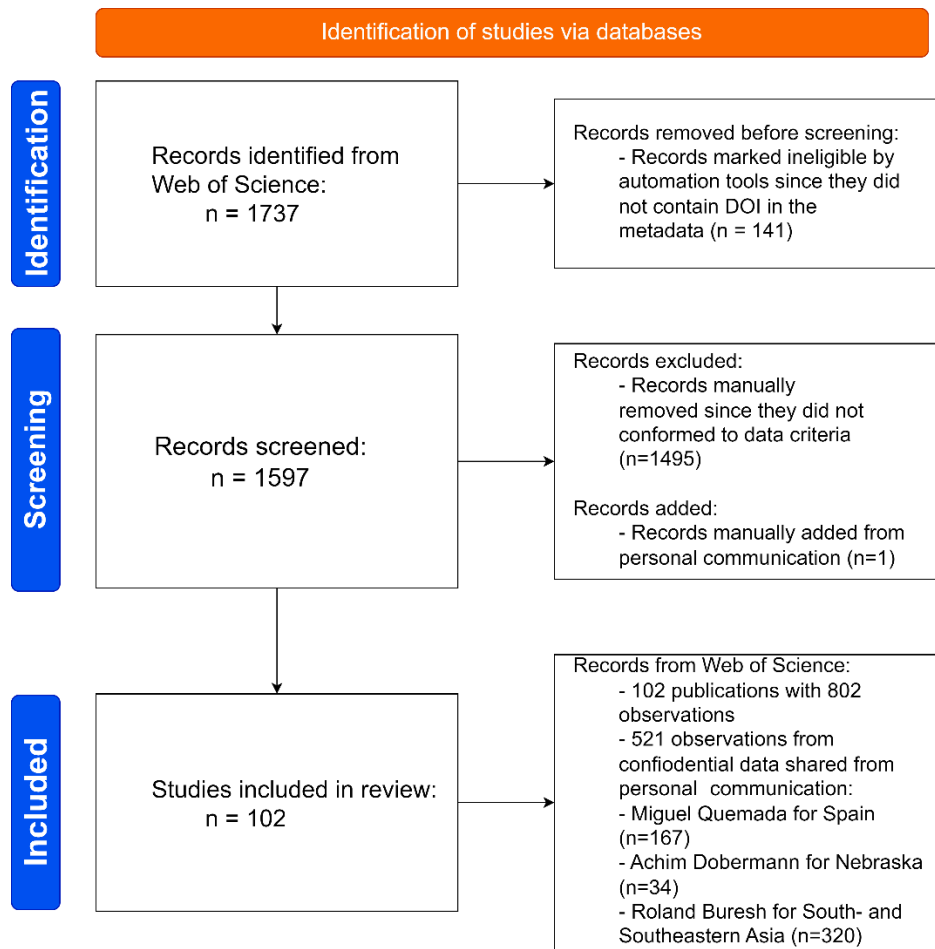 Identification of studies via databases
Identification
Records identified from
Web of Science:
n = 1737
Records removed before screening:
- Records marked ineligible by
automation tools since they did
not contain DOI in the
metadata (n = 141)
Screening
Records screened:
n = 1597
Records excluded:
- Records manually
removed since they did not
conformed to data criteria
(n=1495)
Records added:
- Records manually added from
personal communication (n=1)
Included
Studies included in review:
n = 102
Records from Web of Science:
- 102 publications with 802
observations
- 521 observations from
confiodential data shared from
personal communication:
- Miguel Quemada for Spain
(n=167)
- Achim Dobermann for Nebraska
(n=34)
- Roland Buresh for South- and
Southeastern Asia (n=320)